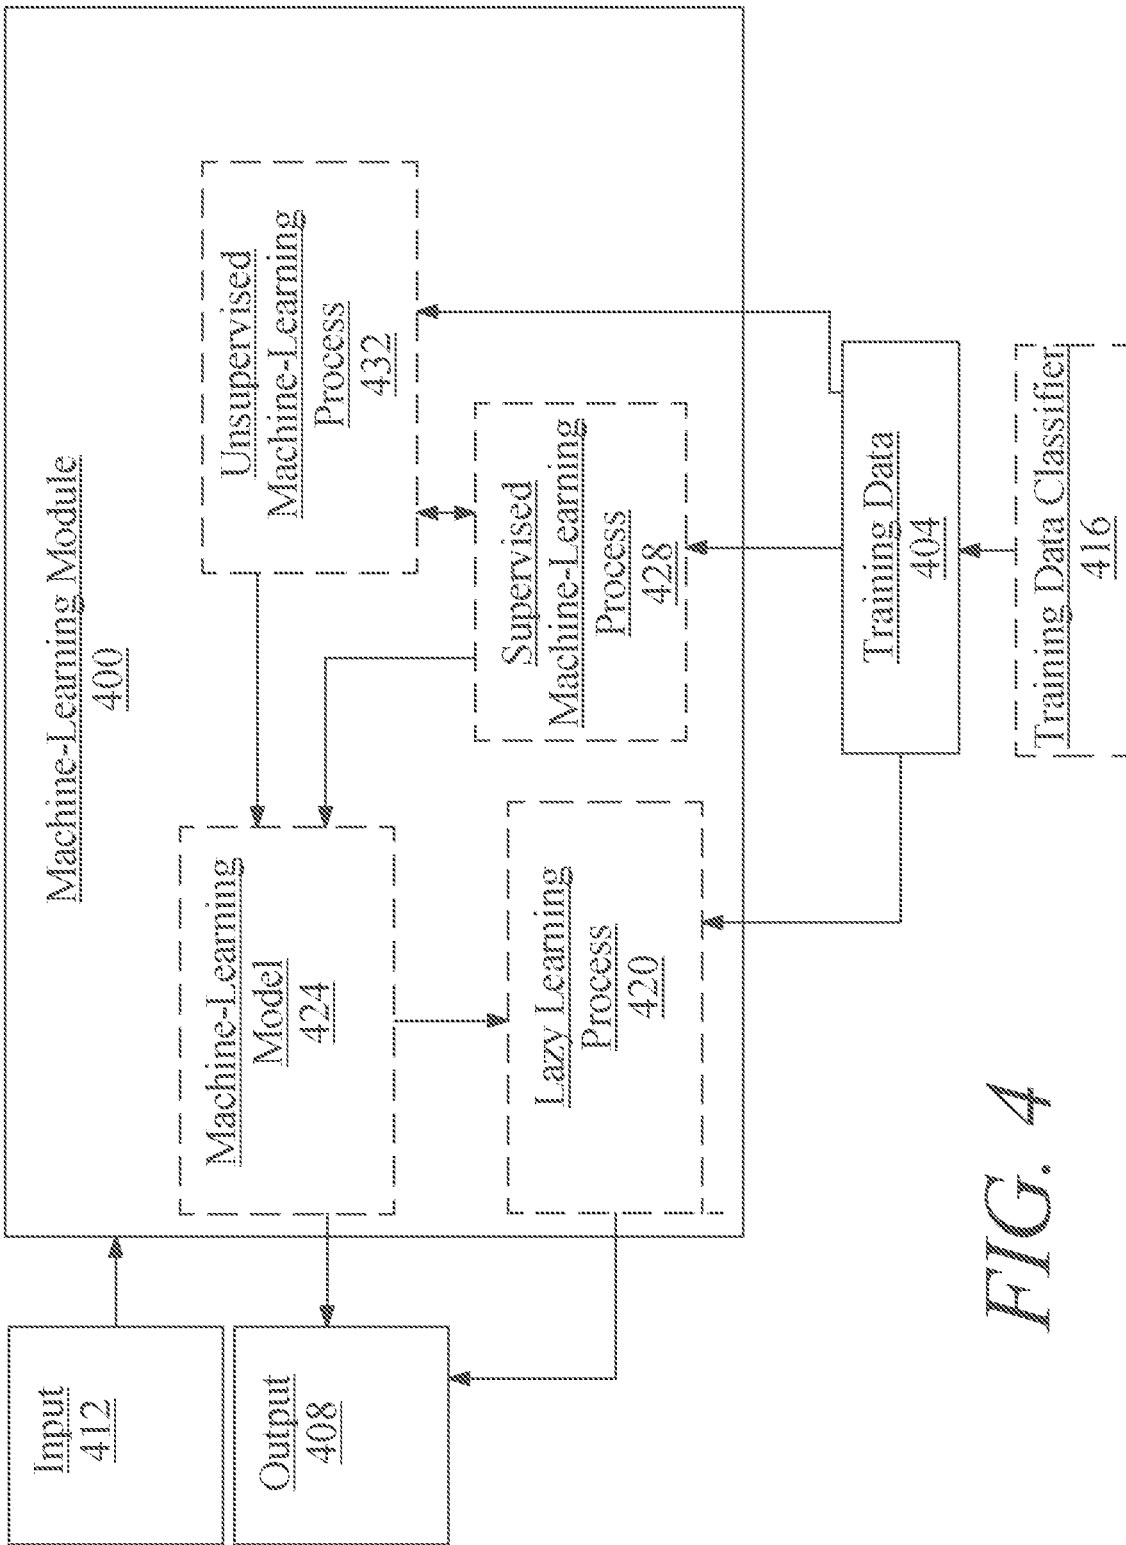 Machine-Learning Module
400
Input
412
Output
408
Machine-Learning
Model
424
Unsupervised
Machine-Learning
Process
432
Lazy Learning
Process
420
Supervised
Machine-Learning
Process
428
Training Data
404
Training Data Classifier
416
FIG. 4